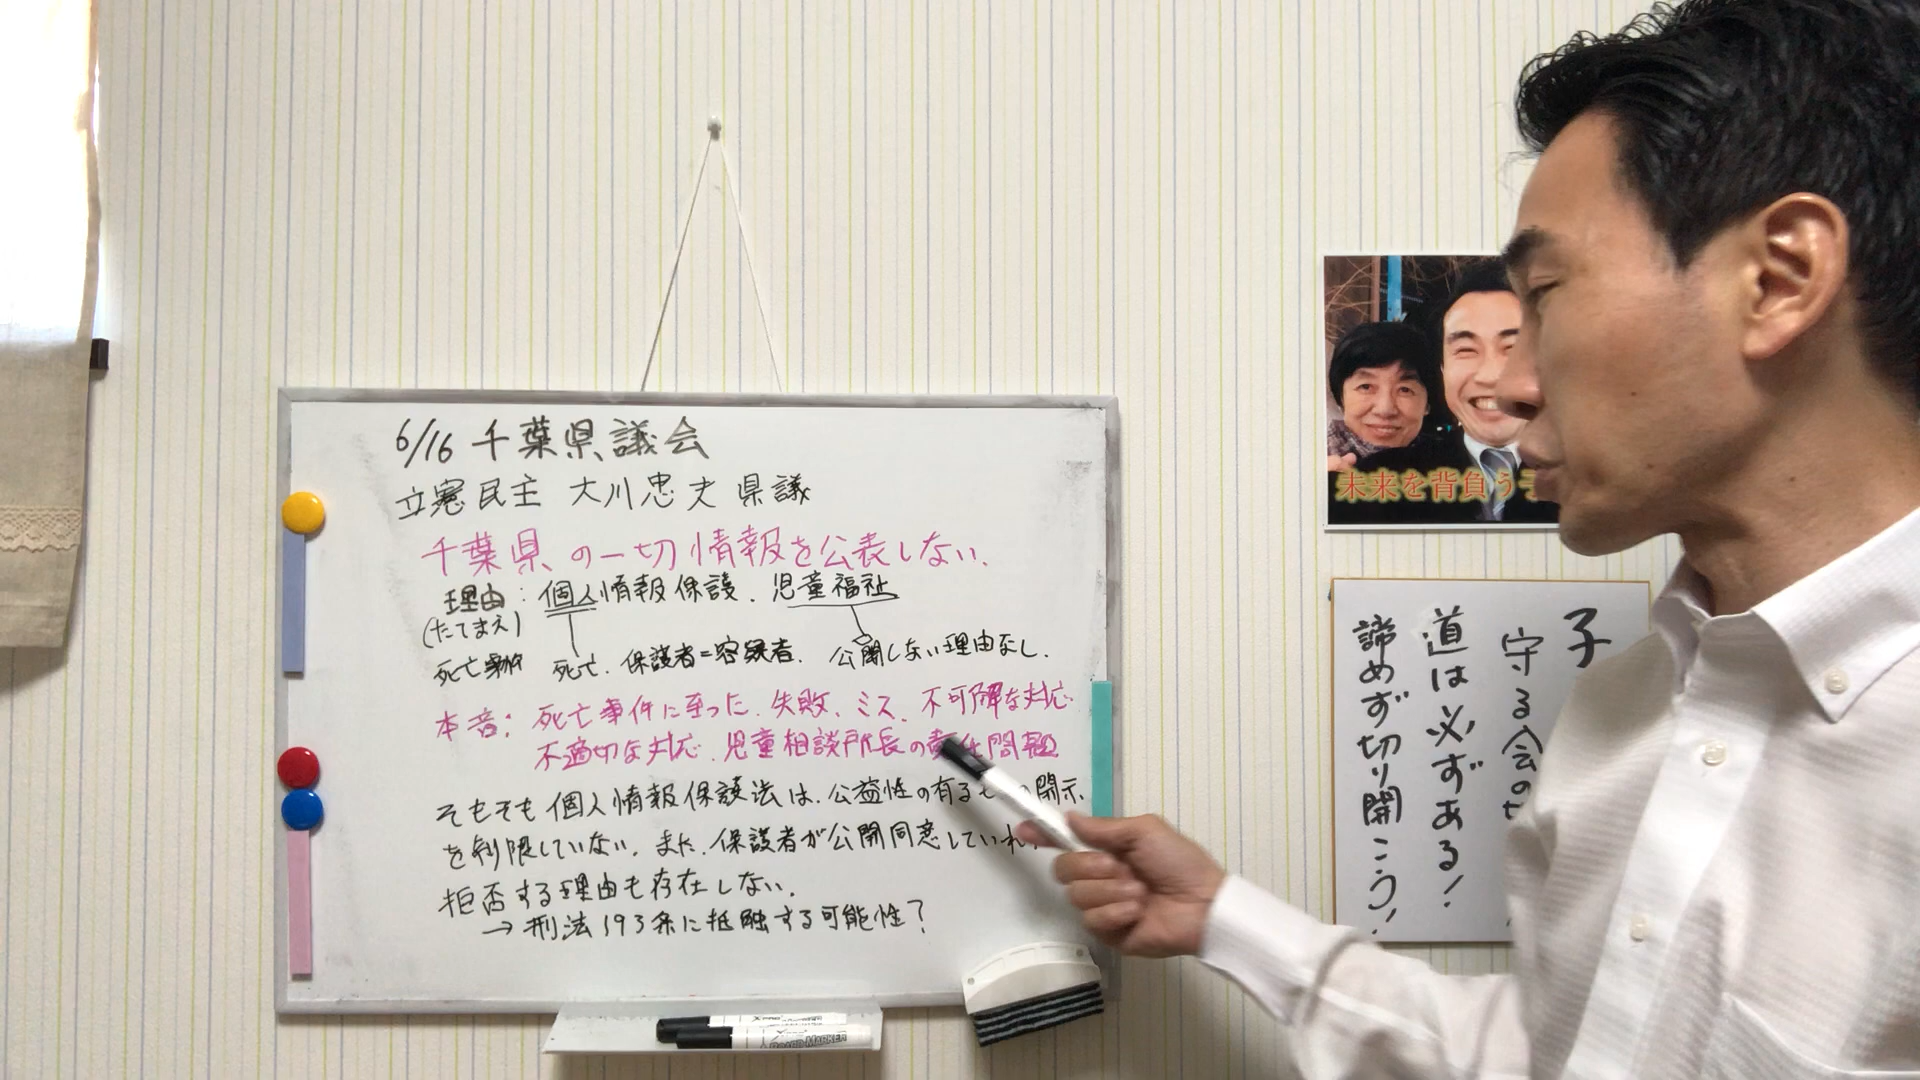 6/16 千葉県議会
立憲民主 大川忠夫 県議
千葉県の一切情報を公表しない.
理由: 個人情報保護. 児童福祉
(たてまえ)
死亡事件 死亡. 保護者=容疑者. 公開しない理由なし.
本音: 死亡事件に至った. 失敗、ミス、不可解な対応
不適切な対応. 児童相談所長の責任問題
そもそも個人情報保護法は、公益性の有るもの開示
を制限していない. また、保護者が公開同意していれ
拒否する理由も存在しない.
→ 刑法193条に抵触する可能性?
未来を背負う子
子
守る会の
道は必ずある!
諦めず切り開こう!
BOARD MARKER